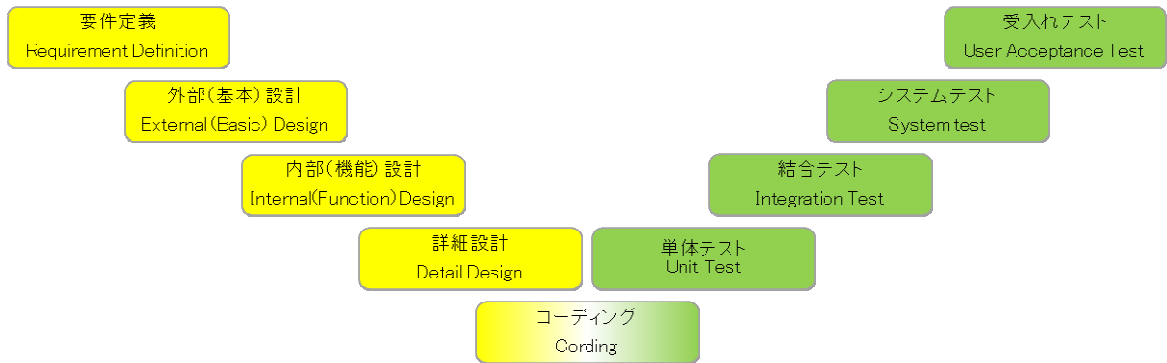 要件定義
Requirement Definition
受入れテスト
User Acceptance Test
外部(基本)設計
External (Basic) Design
システムテスト
System test
内部(機能)設計
Internal(Function) Design
結合テスト
Integration Test
詳細設計
Detail Design
単体テスト
Unit Test
コーディング
Cording